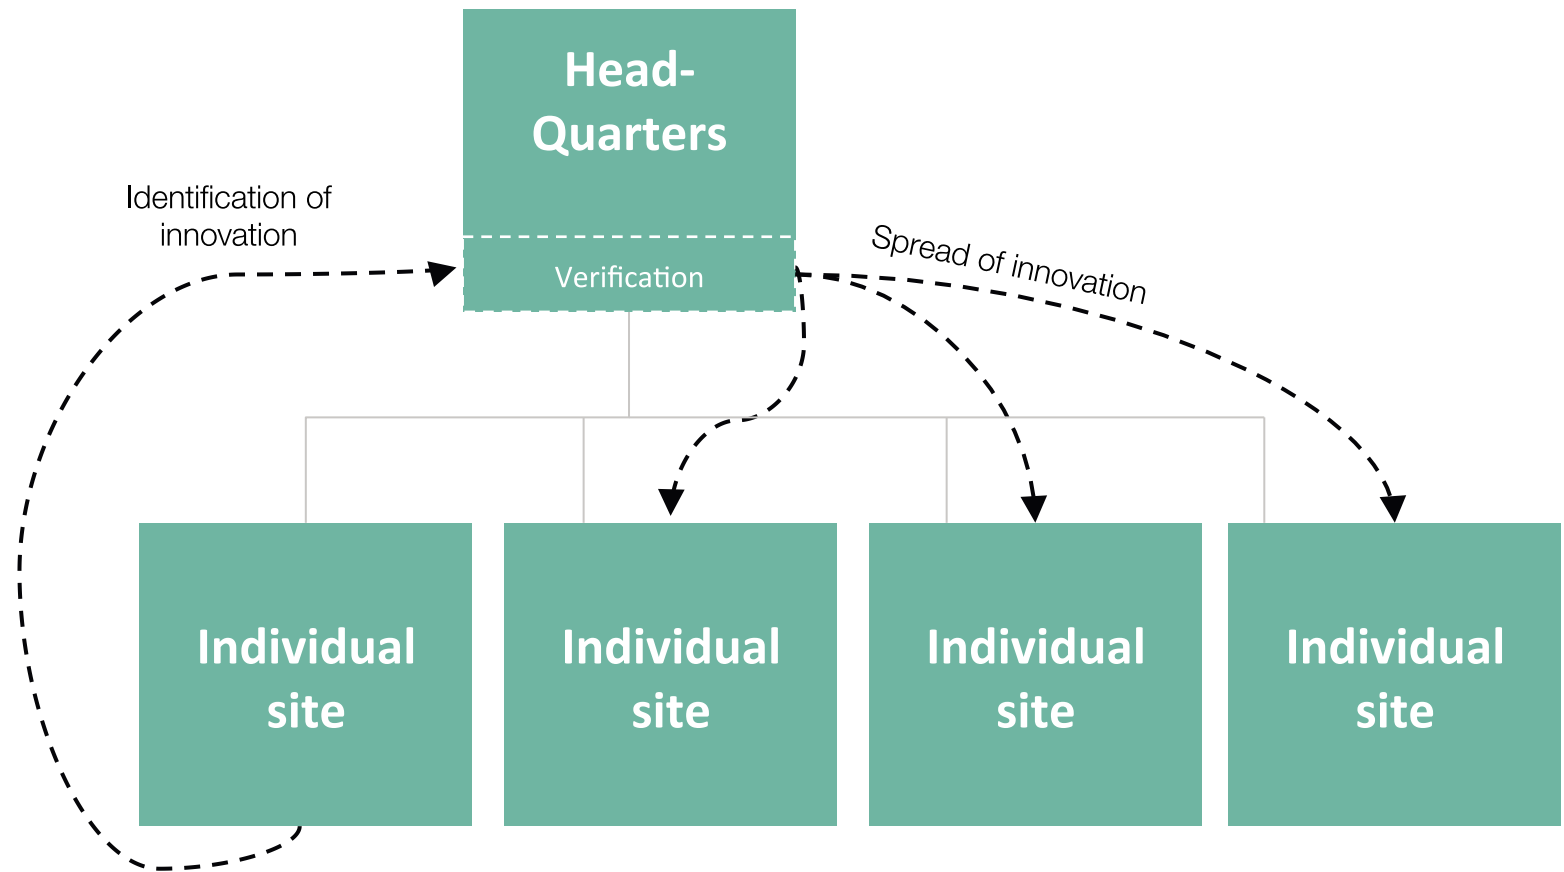 Head-
Quarters
Identification of
innovation
Verification
Spread of innovation
Individual
site
Individual
site
Individual
site
Individual
site